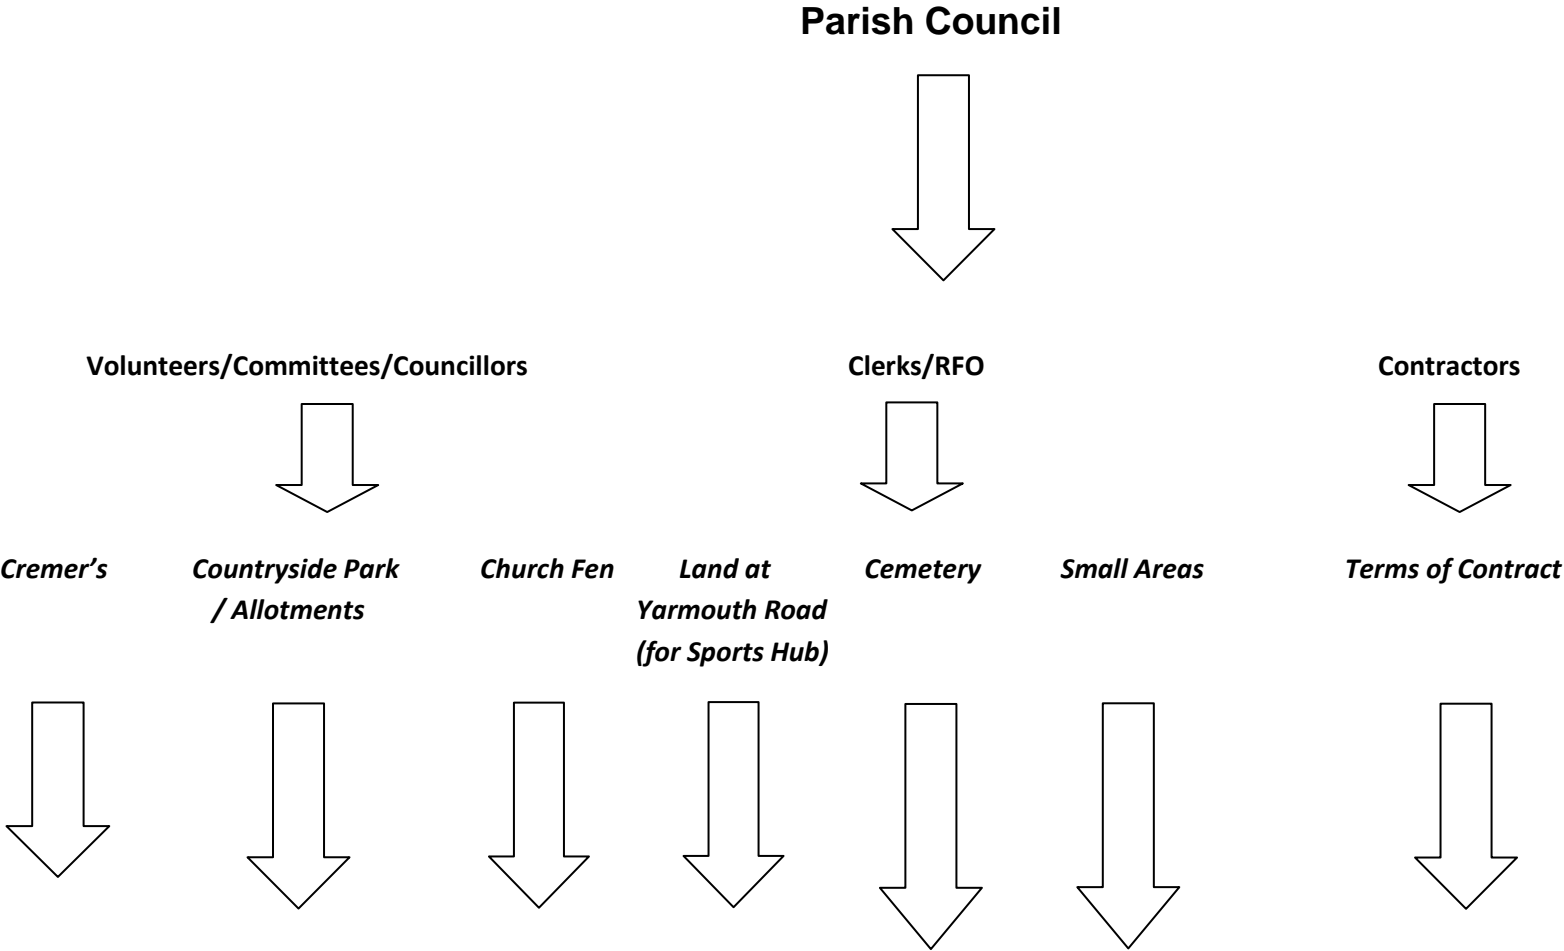 Parish Council
Volunteers/Committees/Councillors
Clerks/RFO
Contractors
Cremer’s
Countryside Park
/ Allotments
Church Fen
Land at
Yarmouth Road
(for Sports Hub)
Cemetery
Small Areas
Terms of Contract